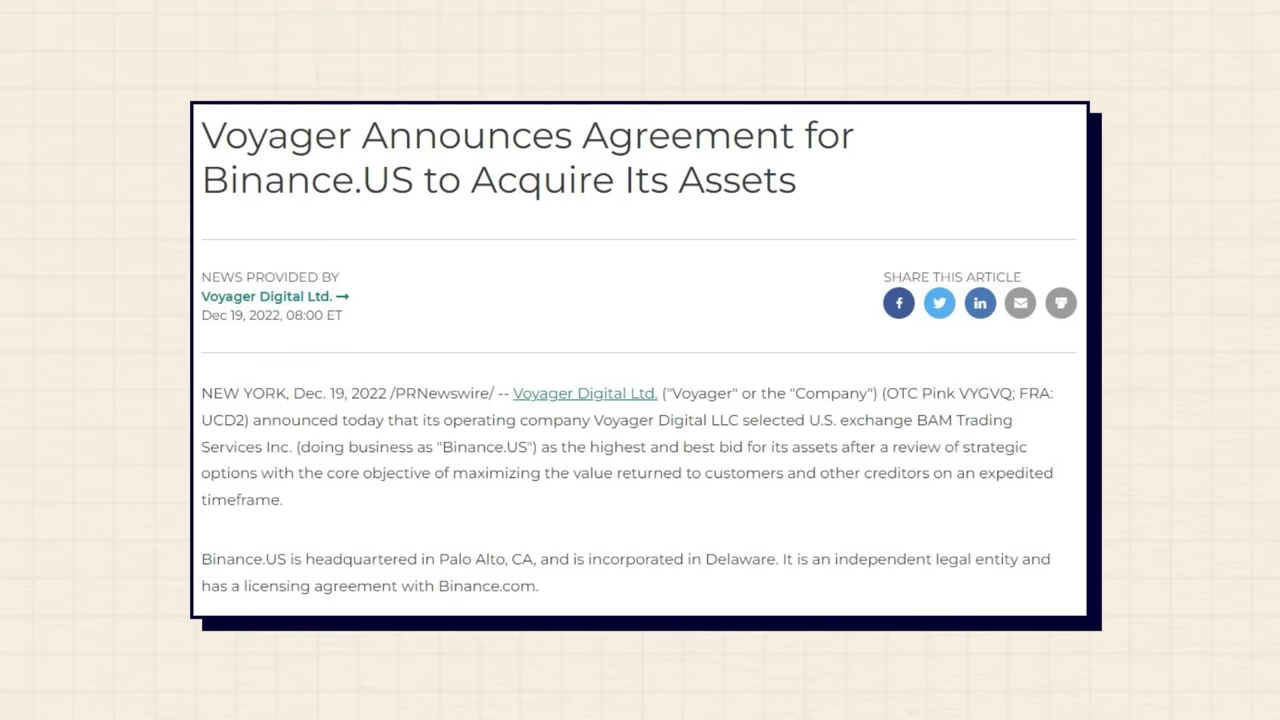 Voyager Announces Agreement for
Binance.US to Acquire Its Assets
NEWS PROVIDED BY
Voyager Digital Ltd. →
Dec 19, 2022, 08:00 ET
SHARE THIS ARTICLE
NEW YORK, Dec. 19, 2022 /PRNewswire/ -- Voyager Digital Ltd. ("Voyager" or the "Company") (OTC Pink VYGVQ; FRA:
UCD2) announced today that its operating company Voyager Digital LLC selected U.S. exchange BAM Trading
Services Inc. (doing business as "Binance.US") as the highest and best bid for its assets after a review of strategic
options with the core objective of maximizing the value returned to customers and other creditors on an expedited
timeframe.
Binance.US is headquartered in Palo Alto, CA, and is incorporated in Delaware. It is an independent legal entity and
has a licensing agreement with Binance.com.